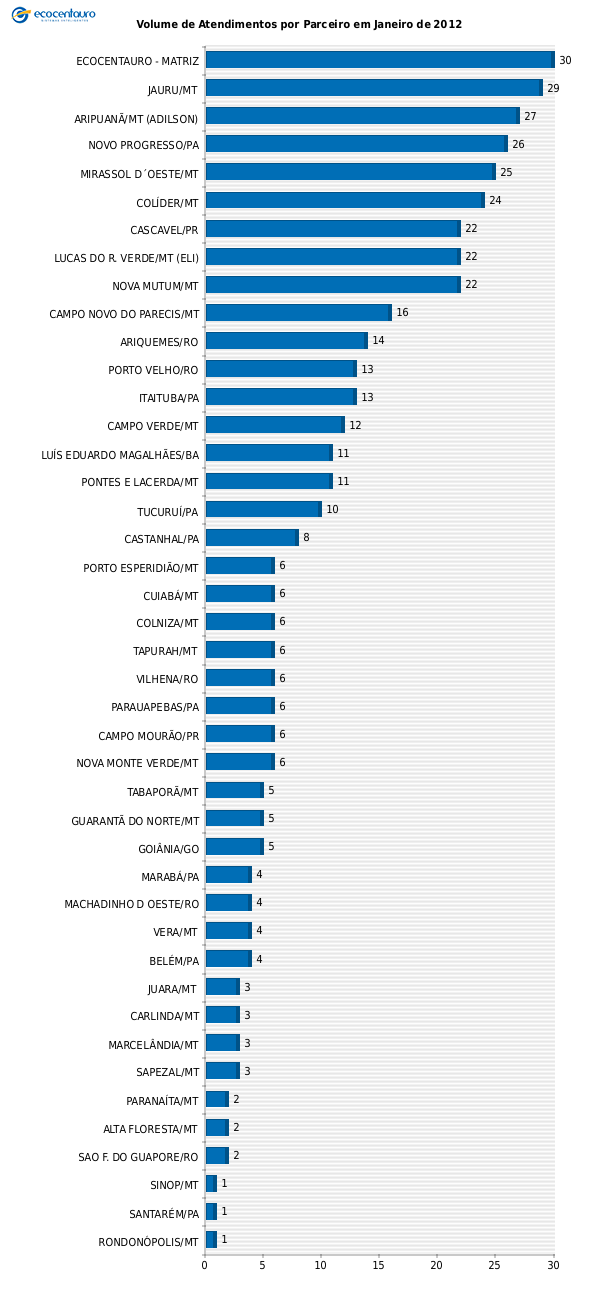 ecocentauro
Volume de Atendimentos por Parceiro em Janeiro de 2012
ECOCENTAURO - MATRIZ 30
JAURU/MT 29
ARIPUANÃ/MT (ADILSON) 27
NOVO PROGRESSO/PA 26
MIRASSOL D´OESTE/MT 25
COLÍDER/MT 24
CASCAVEL/PR 22
LUCAS DO R. VERDE/MT (ELI) 22
NOVA MUTUM/MT 22
CAMPO NOVO DO PARECIS/MT 16
ARIQUEMES/RO 14
PORTO VELHO/RO 13
ITAITUBA/PA 13
CAMPO VERDE/MT 12
LUÍS EDUARDO MAGALHÃES/BA 11
PONTES E LACERDA/MT 11
TUCURUÍ/PA 10
CASTANHAL/PA 8
PORTO ESPERIDIÃO/MT 6
CUIABÁ/MT 6
COLNIZA/MT 6
TAPURAH/MT 6
VILHENA/RO 6
PARAUAPEBAS/PA 6
CAMPO MOURÃO/PR 6
NOVA MONTE VERDE/MT 6
TABAPORÃ/MT 5
GUARANTÃ DO NORTE/MT 5
GOIÂNIA/GO 5
MARABÁ/PA 4
MACHADINHO D OESTE/RO 4
VERA/MT 4
BELÉM/PA 4
JUARA/MT 3
CARLINDA/MT 3
MARCELÂNDIA/MT 3
SAPEZAL/MT 3
PARANAÍTA/MT 2
ALTA FLORESTA/MT 2
SAO F. DO GUAPORE/RO 2
SINOP/MT 1
SANTARÉM/PA 1
RONDONÓPOLIS/MT 1
0 5 10 15 20 25 30